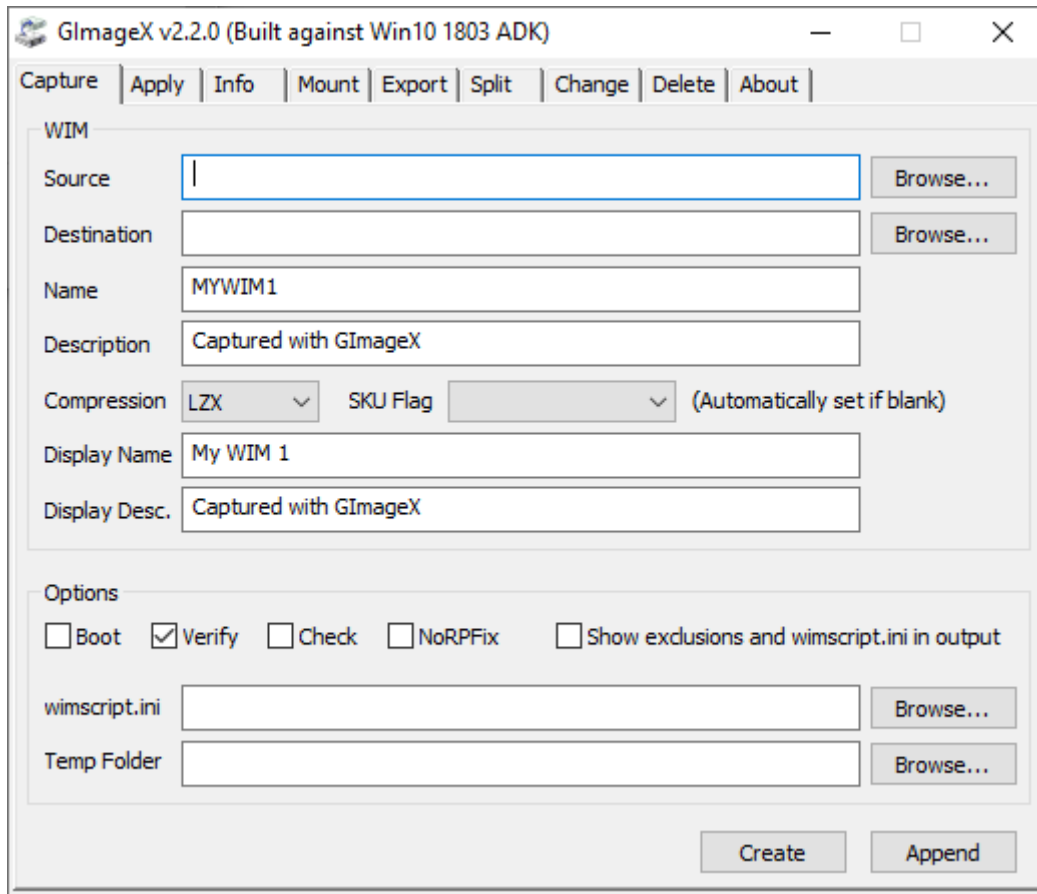 GImageX v2.2.0 (Built against Win10 1803 ADK)
Capture Apply Info Mount Export Split Change Delete About
WIM
Source Browse...
Destination Browse...
Name MYWIM1
Description Captured with GImageX
Compression LZX SKU Flag (Automatically set if blank)
Display Name My WIM 1
Display Desc. Captured with GImageX
Options
Boot Verify Check NoRPFix Show exclusions and wimscript.ini in output
wimscript.ini Browse...
Temp Folder Browse...
Create Append